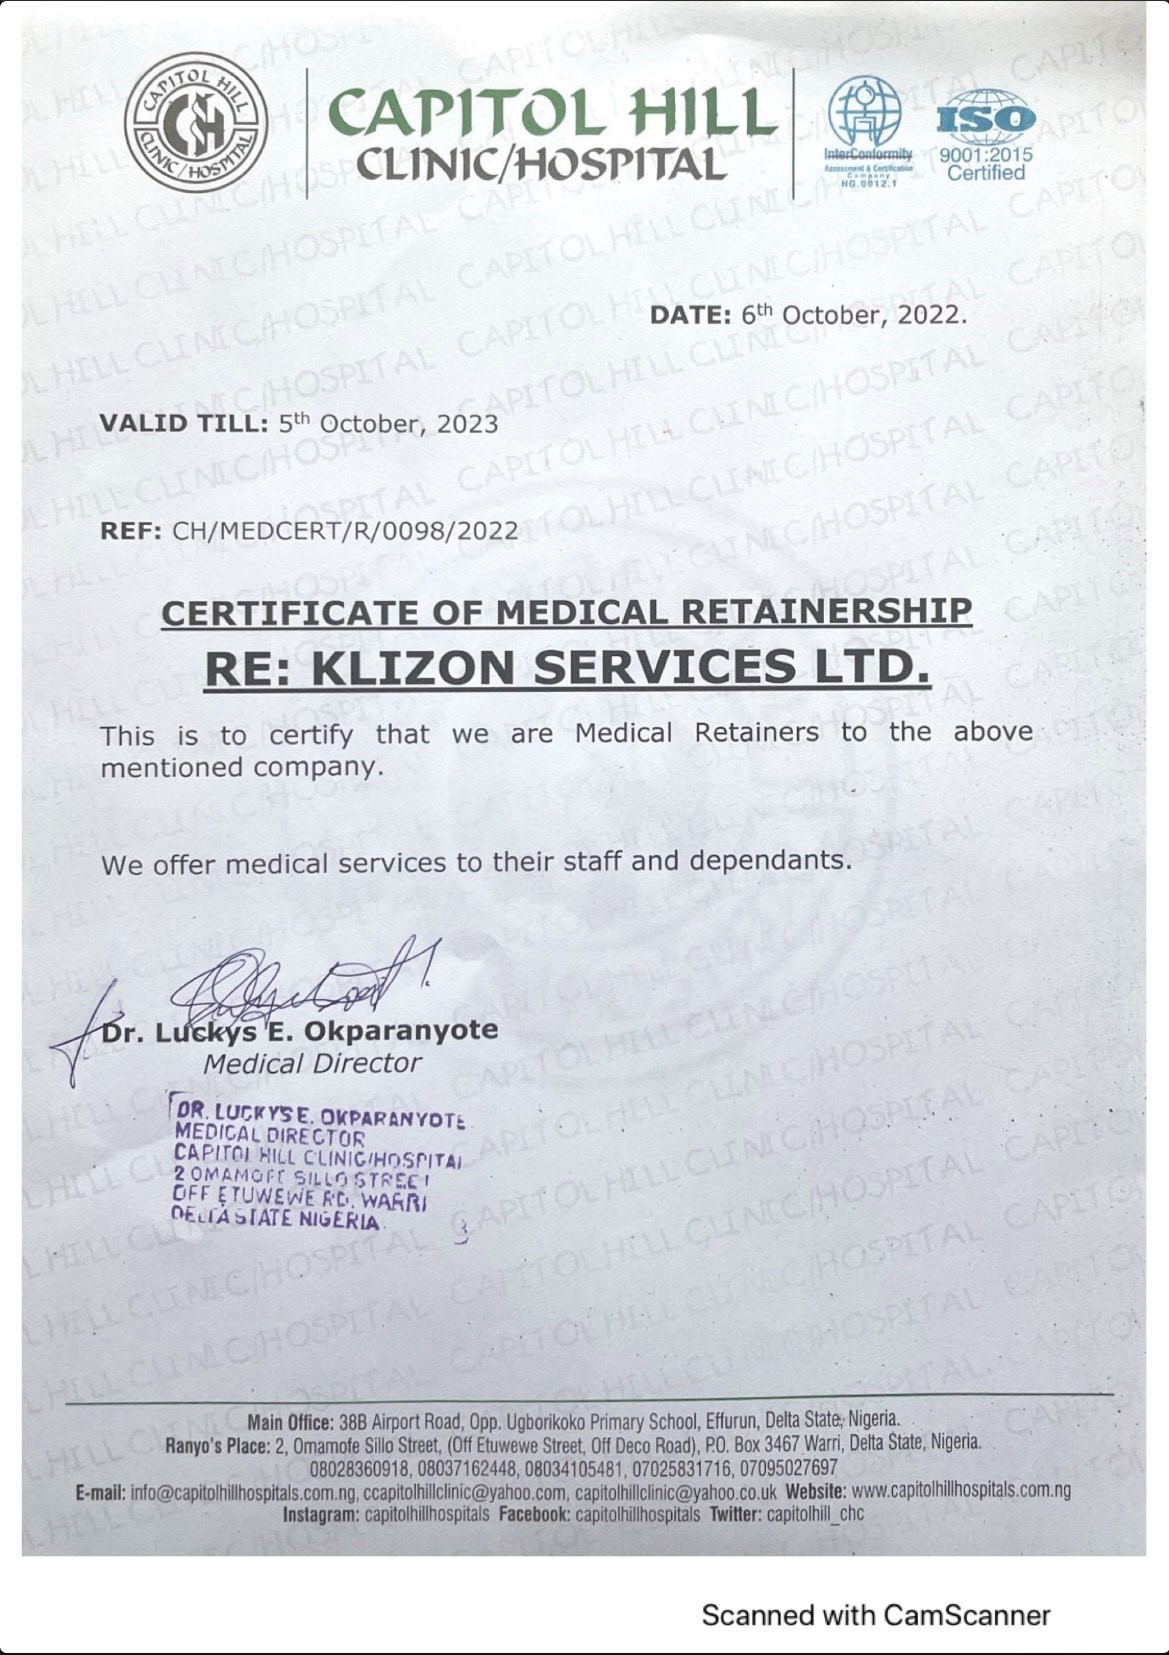 CAPITOL HILL
CLINIC/HOSPITAL
CH
CAPITOL HILL
CLINIC/HOSPITAL
InterConformity
Assessment & Certification
Company
NG.0012.1
ISO
9001:2015
Certified
DATE: 6th October, 2022.
VALID TILL: 5th October, 2023
REF: CH/MEDCERT/R/0098/2022
CERTIFICATE OF MEDICAL RETAINERSHIP
RE: KLIZON SERVICES LTD.
This is to certify that we are Medical Retainers to the above
mentioned company.
We offer medical services to their staff and dependants.
Dr. Luckys E. Okparanyote
Medical Director
DR. LUCKYS E. OKPARANYOTE
MEDICAL DIRECTOR
CAPITOL HILL CLINIC/HOSPITAL
2 OMAMOFE SILLO STREET
OFF ETUWEWE RD. WARRI
DELTA STATE NIGERIA.
Main Office: 38B Airport Road, Opp. Ugborikoko Primary School, Effurun, Delta State, Nigeria.
Ranyo's Place: 2, Omamofe Sillo Street, (Off Etuwewe Street, Off Deco Road), P.O. Box 3467 Warri, Delta State, Nigeria.
08028360918, 08037162448, 08034105481, 07025831716, 07095027697
E-mail: info@capitolhillhospitals.com.ng, ccapitolhillclinic@yahoo.com, capitolhillclinic@yahoo.co.uk Website: www.capitolhillhospitals.com.ng
Instagram: capitolhillhospitals Facebook: capitolhillhospitals Twitter: capitolhill_chc
Scanned with CamScanner